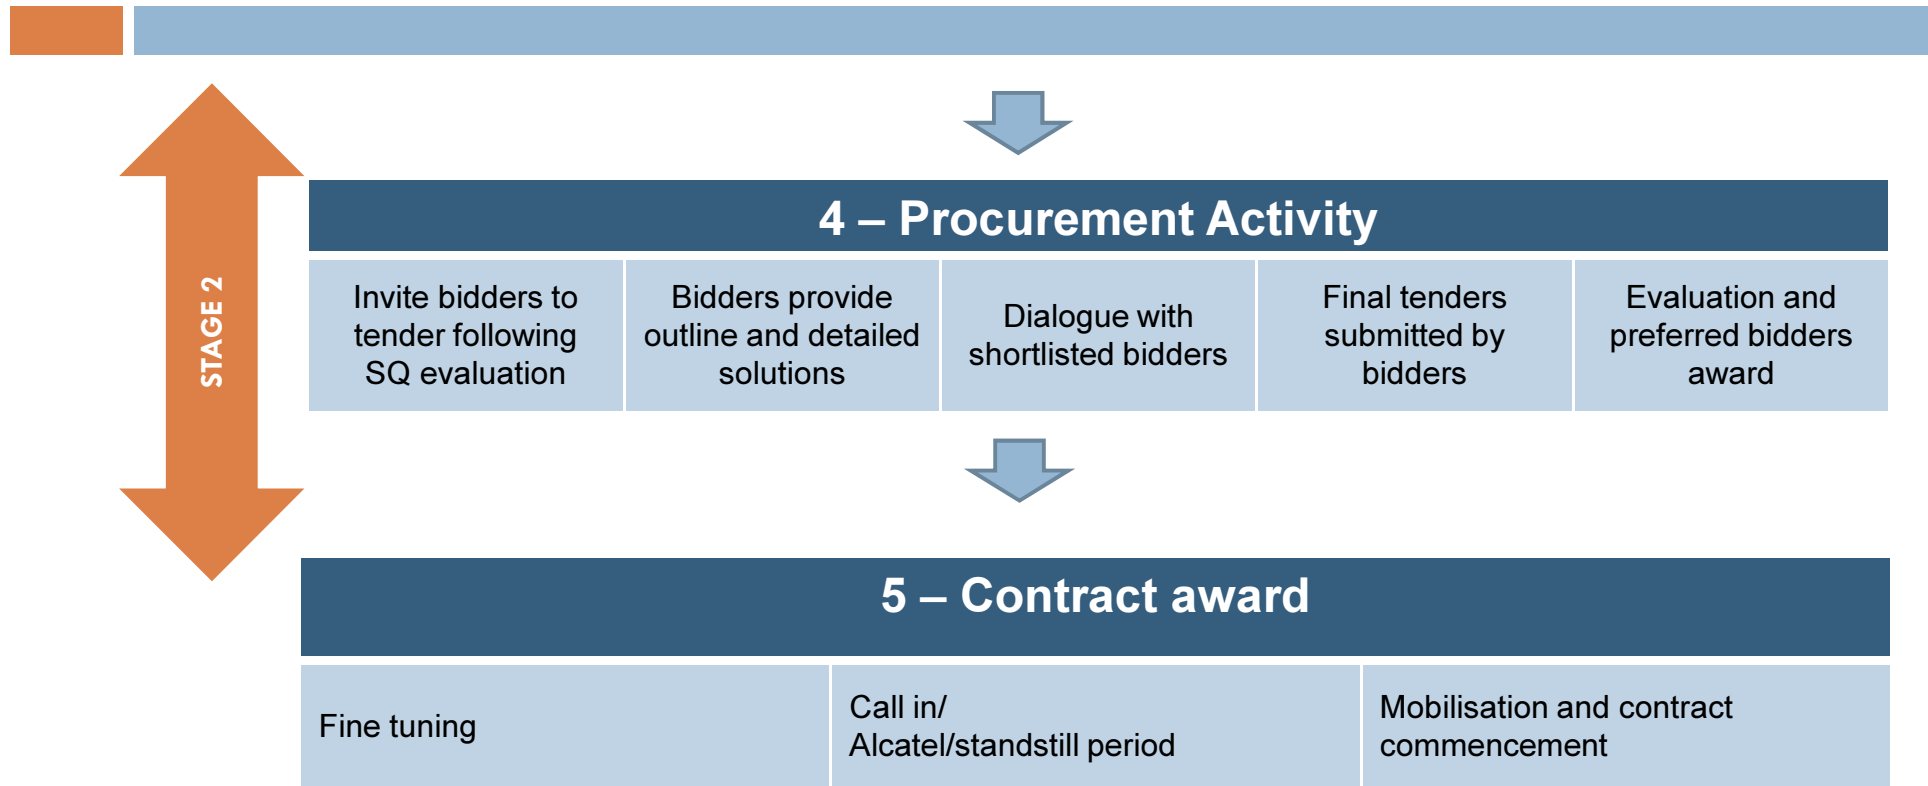 STAGE 2
4 – Procurement Activity
Invite bidders to
tender following
SQ evaluation
Bidders provide
outline and detailed
solutions
Dialogue with
shortlisted bidders
Final tenders
submitted by
bidders
Evaluation and
preferred bidders
award
5 – Contract award
Fine tuning
Call in/
Alcatel/standstill period
Mobilisation and contract
commencement